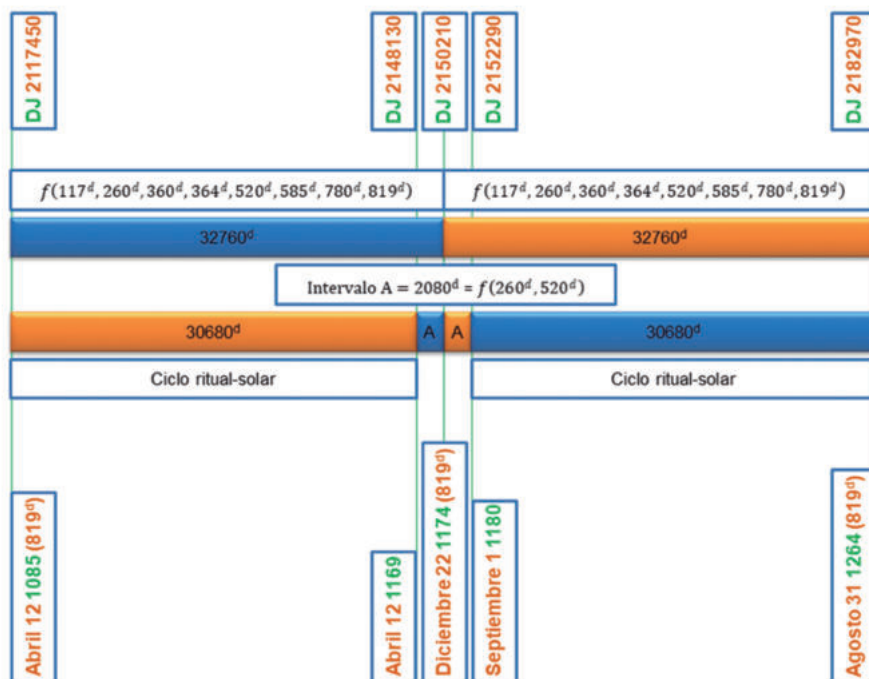 DJ 2117450
DJ 2148130
DJ 2150210
DJ 2152290
DJ 2182970
f(117ᵈ, 260ᵈ, 360ᵈ, 364ᵈ, 520ᵈ, 585ᵈ, 780ᵈ, 819ᵈ)
f(117ᵈ, 260ᵈ, 360ᵈ, 364ᵈ, 520ᵈ, 585ᵈ, 780ᵈ, 819ᵈ)
32760ᵈ
32760ᵈ
Intervalo A = 2080ᵈ = f(260ᵈ, 520ᵈ)
30680ᵈ
A
A
30680ᵈ
Ciclo ritual-solar
Ciclo ritual-solar
Abril 12 1085 (819ᵈ)
Abril 12 1169
Diciembre 22 1174 (819ᵈ)
Septiembre 1 1180
Agosto 31 1264 (819ᵈ)